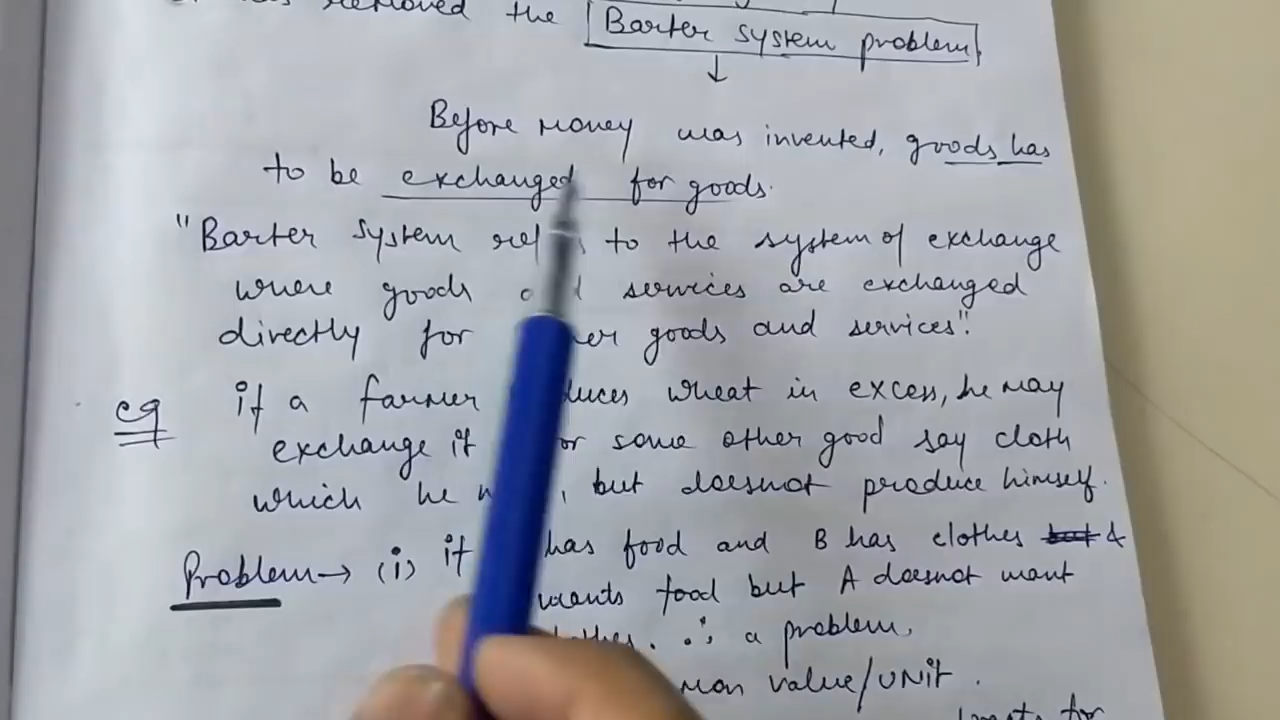 removed the Barter system problem
↓
Before money was invented, goods has
to be exchanged for goods.
"Barter system to the system of exchange
where goods services are exchanged
directly for goods and services".
eg if a farmer wheat in excess, he may
exchange it some other good say cloth
which he , but doesnot produce himself.
Problem → (i) if has food and B has clothes but &
wants food but A doesnot want
. ∴ a problem,
value/UNit .
for